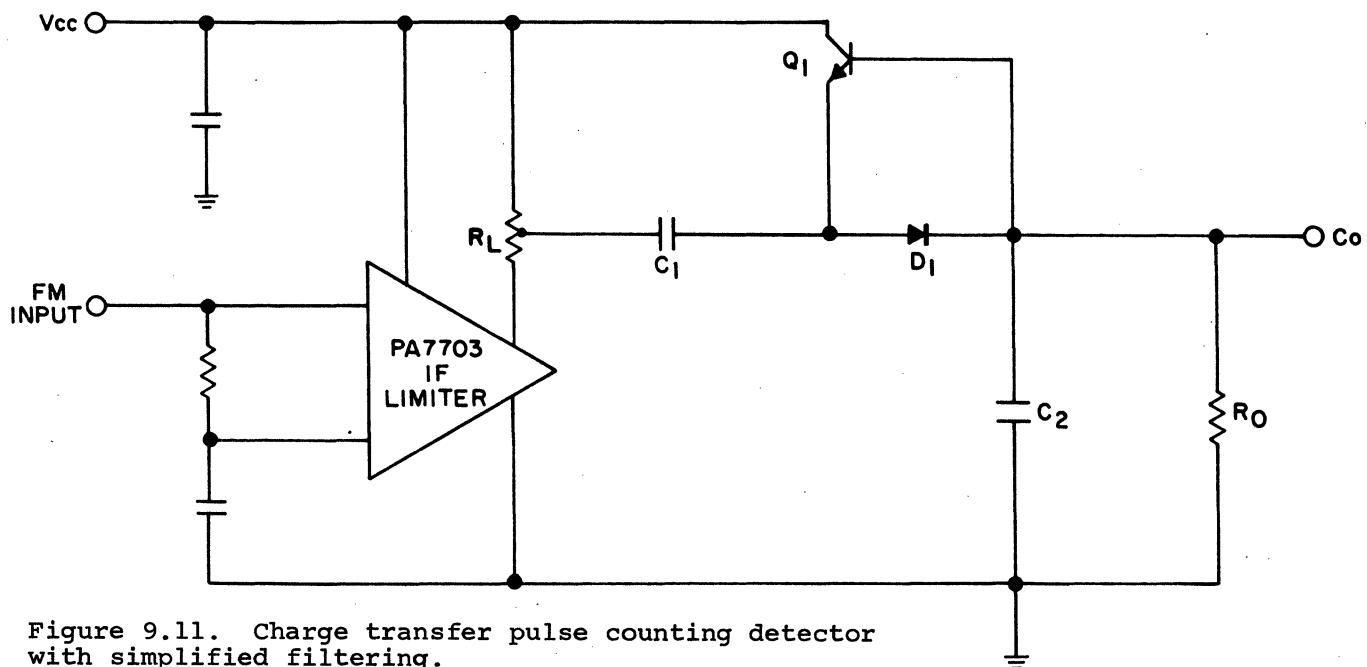 Vcc
Q1
RL
C1
D1
Co
FM
INPUT
PA7703
IF
LIMITER
C2
RO
Figure 9.11. Charge transfer pulse counting detector
with simplified filtering.